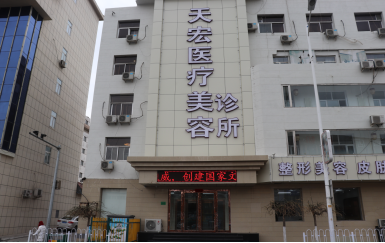 天宏医疗美容诊所
威，创建国家文
整形美容 皮肤